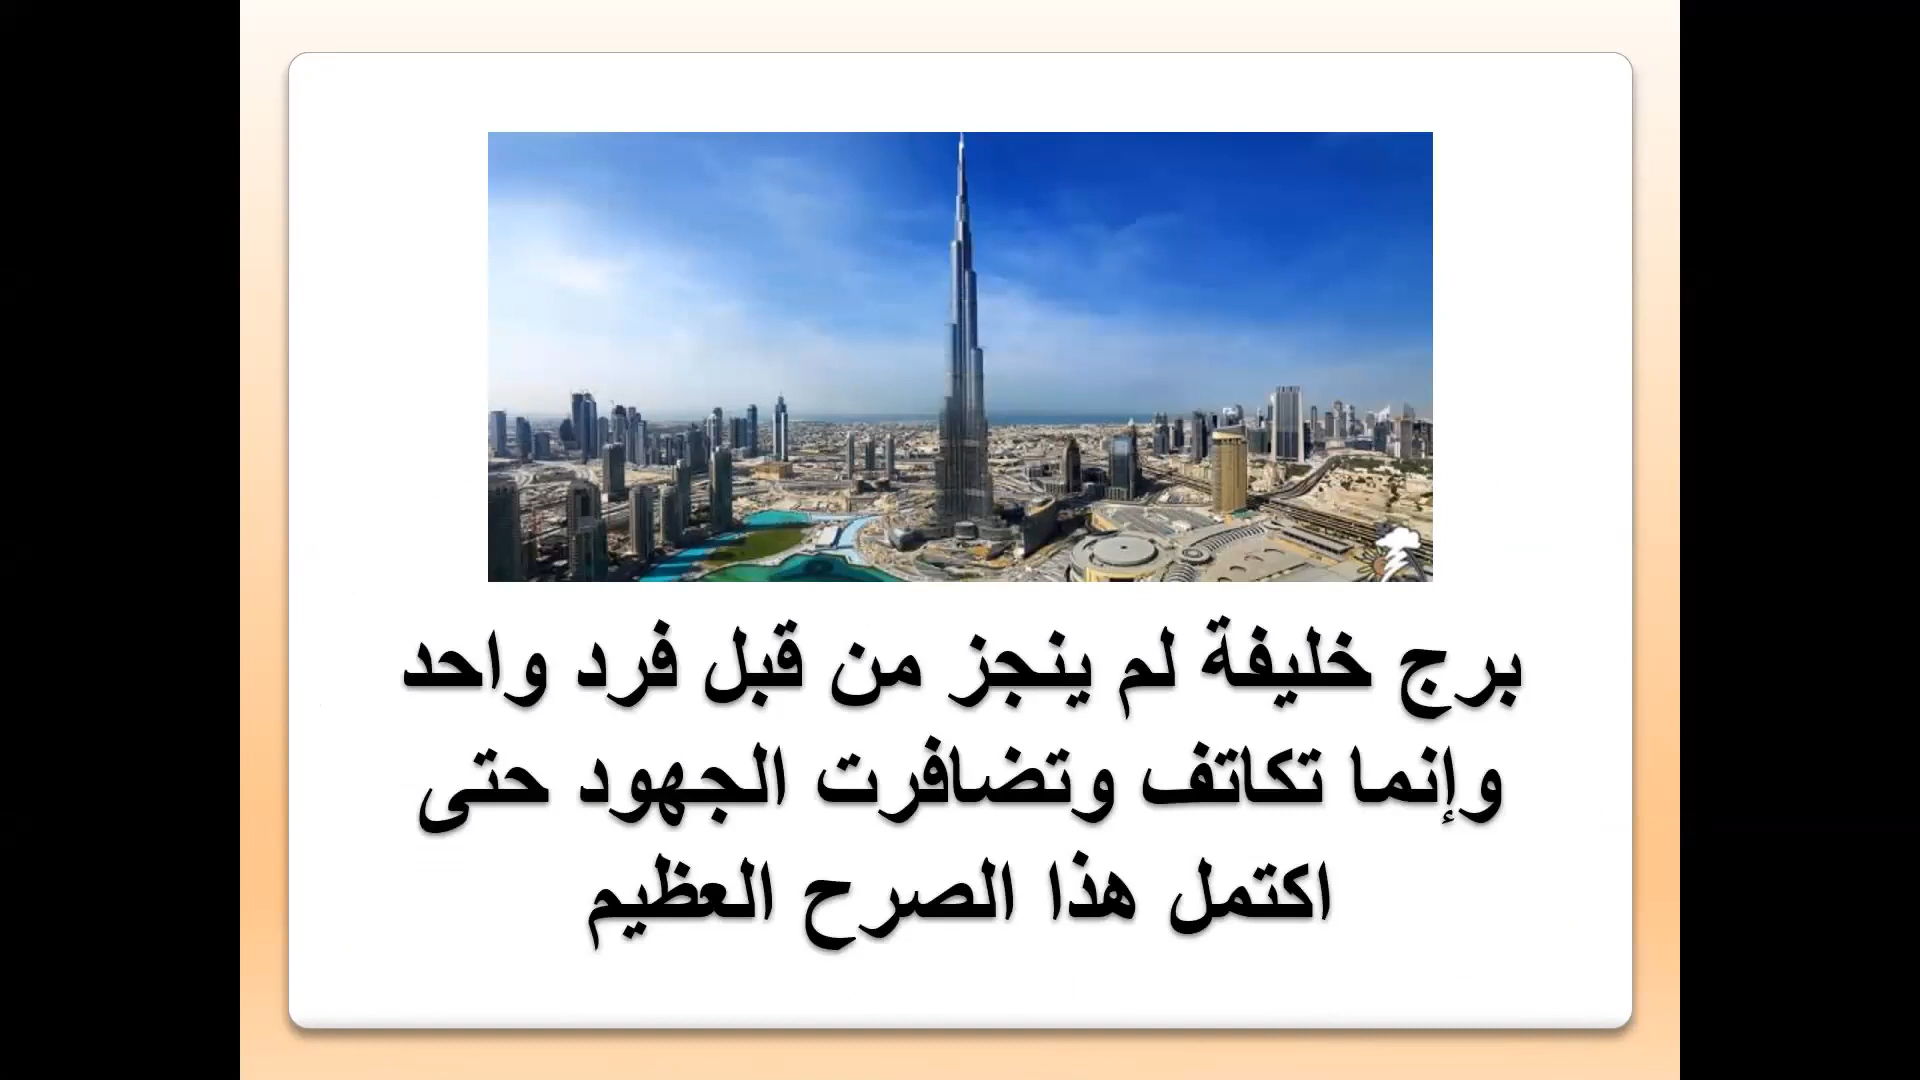 برج خليفة لم ينجز من قبل فرد واحد
وإنما تكاتف وتضافرت الجهود حتى
اكتمل هذا الصرح العظيم